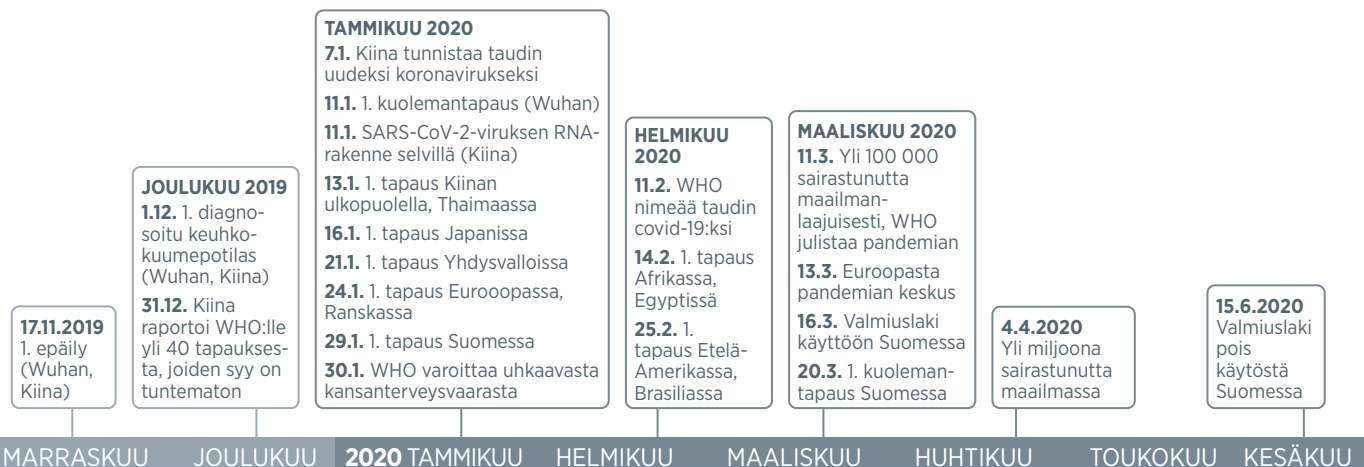 17.11.2019
1. epäily
(Wuhan,
Kiina)
JOULUKUU 2019
1.12. 1. diagno-
soitu keuhko-
kuumepotilas
(Wuhan, Kiina)
31.12. Kiina
raportoi WHO:lle
yli 40 tapaukses-
ta, joiden syy on
tuntematon
TAMMIKUU 2020
7.1. Kiina tunnistaa taudin
uudeksi koronavirukseksi
11.1. 1. kuolemantapaus (Wuhan)
11.1. SARS-CoV-2-viruksen RNA-
rakenne selvillä (Kiina)
13.1. 1. tapaus Kiinan
ulkopuolella, Thaimaassa
16.1. 1. tapaus Japanissa
21.1. 1. tapaus Yhdysvalloissa
24.1. 1. tapaus Eurooopassa,
Ranskassa
29.1. 1. tapaus Suomessa
30.1. WHO varoittaa uhkaavasta
kansanterveysvaarasta
HELMIKUU
2020
11.2. WHO
nimeää taudin
covid-19:ksi
14.2. 1. tapaus
Afrikassa,
Egyptissä
25.2. 1.
tapaus Etelä-
Amerikassa,
Brasiliassa
MAALISKUU 2020
11.3. Yli 100 000
sairastunutta
maailman-
laajuisesti, WHO
julistaa pandemian
13.3. Euroopasta
pandemian keskus
16.3. Valmiuslaki
käyttöön Suomessa
20.3. 1. kuoleman-
tapaus Suomessa
4.4.2020
Yli miljoona
sairastunutta
maailmassa
15.6.2020
Valmiuslaki
pois
käytöstä
Suomessa
MARRASKUU JOULUKUU 2020 TAMMIKUU HELMIKUU MAALISKUU HUHTIKUU TOUKOKUU KESÄKUU